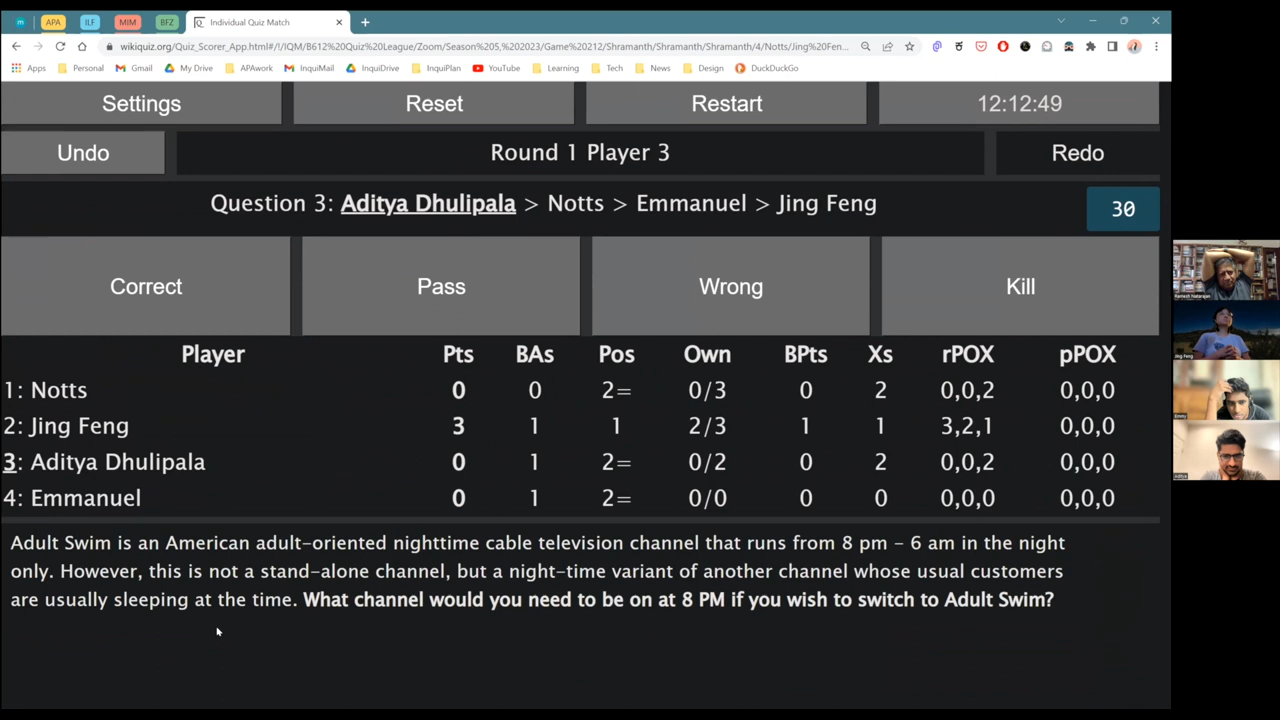 APA ILF MIM BFZ Individual Quiz Match
wikiquiz.org/Quiz_Scorer_App.html#/!/IQM/B612%20Quiz%20League/Zoom/Season%205,%202023/Game%20212/Shramanth/Shramanth/Shramanth/4/Notts/Jing%20Fen...
Apps Personal Gmail My Drive APAwork InquiMail InquiDrive InquiPlan YouTube Learning Tech News Design DuckDuckGo
Settings Reset Restart 12:12:49
Undo Round 1 Player 3 Redo
Question 3: Aditya Dhulipala > Notts > Emmanuel > Jing Feng 30
Correct Pass Wrong Kill
Player Pts BAs Pos Own BPts Xs rPOX pPOX
1: Notts 0 0 2= 0/3 0 2 0,0,2 0,0,0
2: Jing Feng 3 1 1 2/3 1 1 3,2,1 0,0,0
3: Aditya Dhulipala 0 1 2= 0/2 0 2 0,0,2 0,0,0
4: Emmanuel 0 1 2= 0/0 0 0 0,0,0 0,0,0
Adult Swim is an American adult-oriented nighttime cable television channel that runs from 8 pm - 6 am in the night
only. However, this is not a stand-alone channel, but a night-time variant of another channel whose usual customers
are usually sleeping at the time. What channel would you need to be on at 8 PM if you wish to switch to Adult Swim?
Ramesh Natarajan
Jing Feng